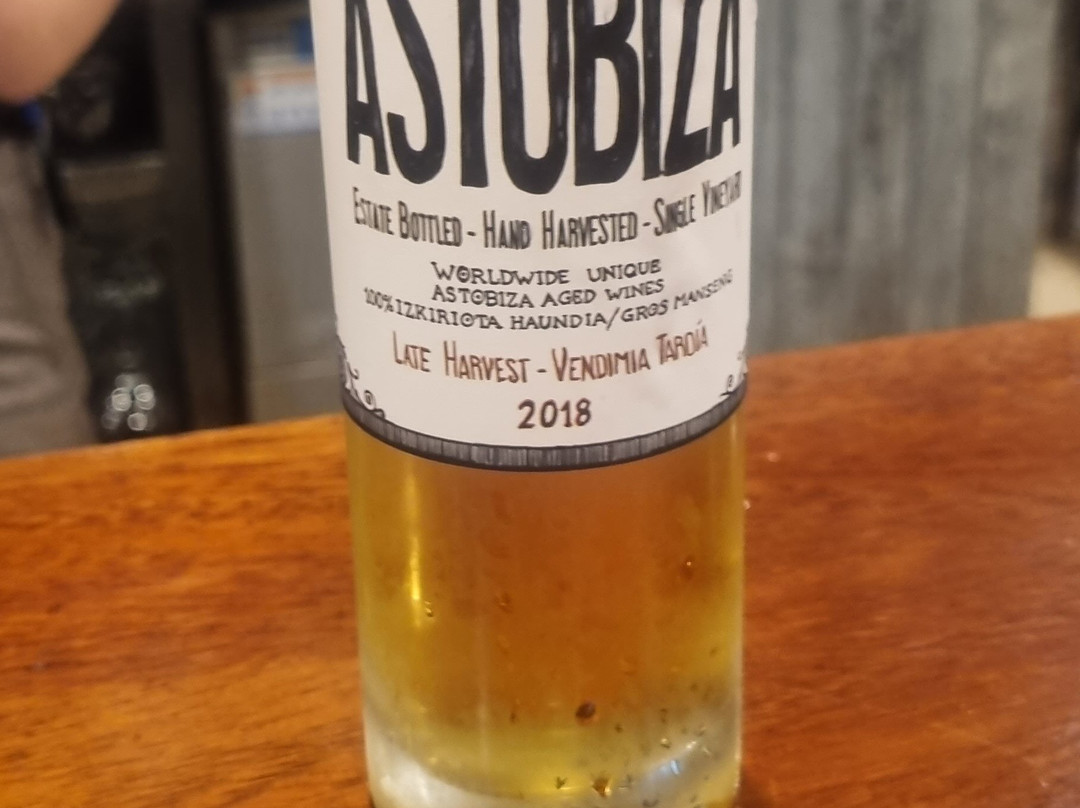 ASTOBIZA
ESTATE BOTTLED - HAND HARVESTED - SINGLE VINEYAR
WORLDWIDE UNIQUE
ASTOBIZA AGED WINES
100% IZKIRIOTA HAUNDIA/GROS MANSENG
LATE HARVEST - VENDIMIA TARDÍA
2018